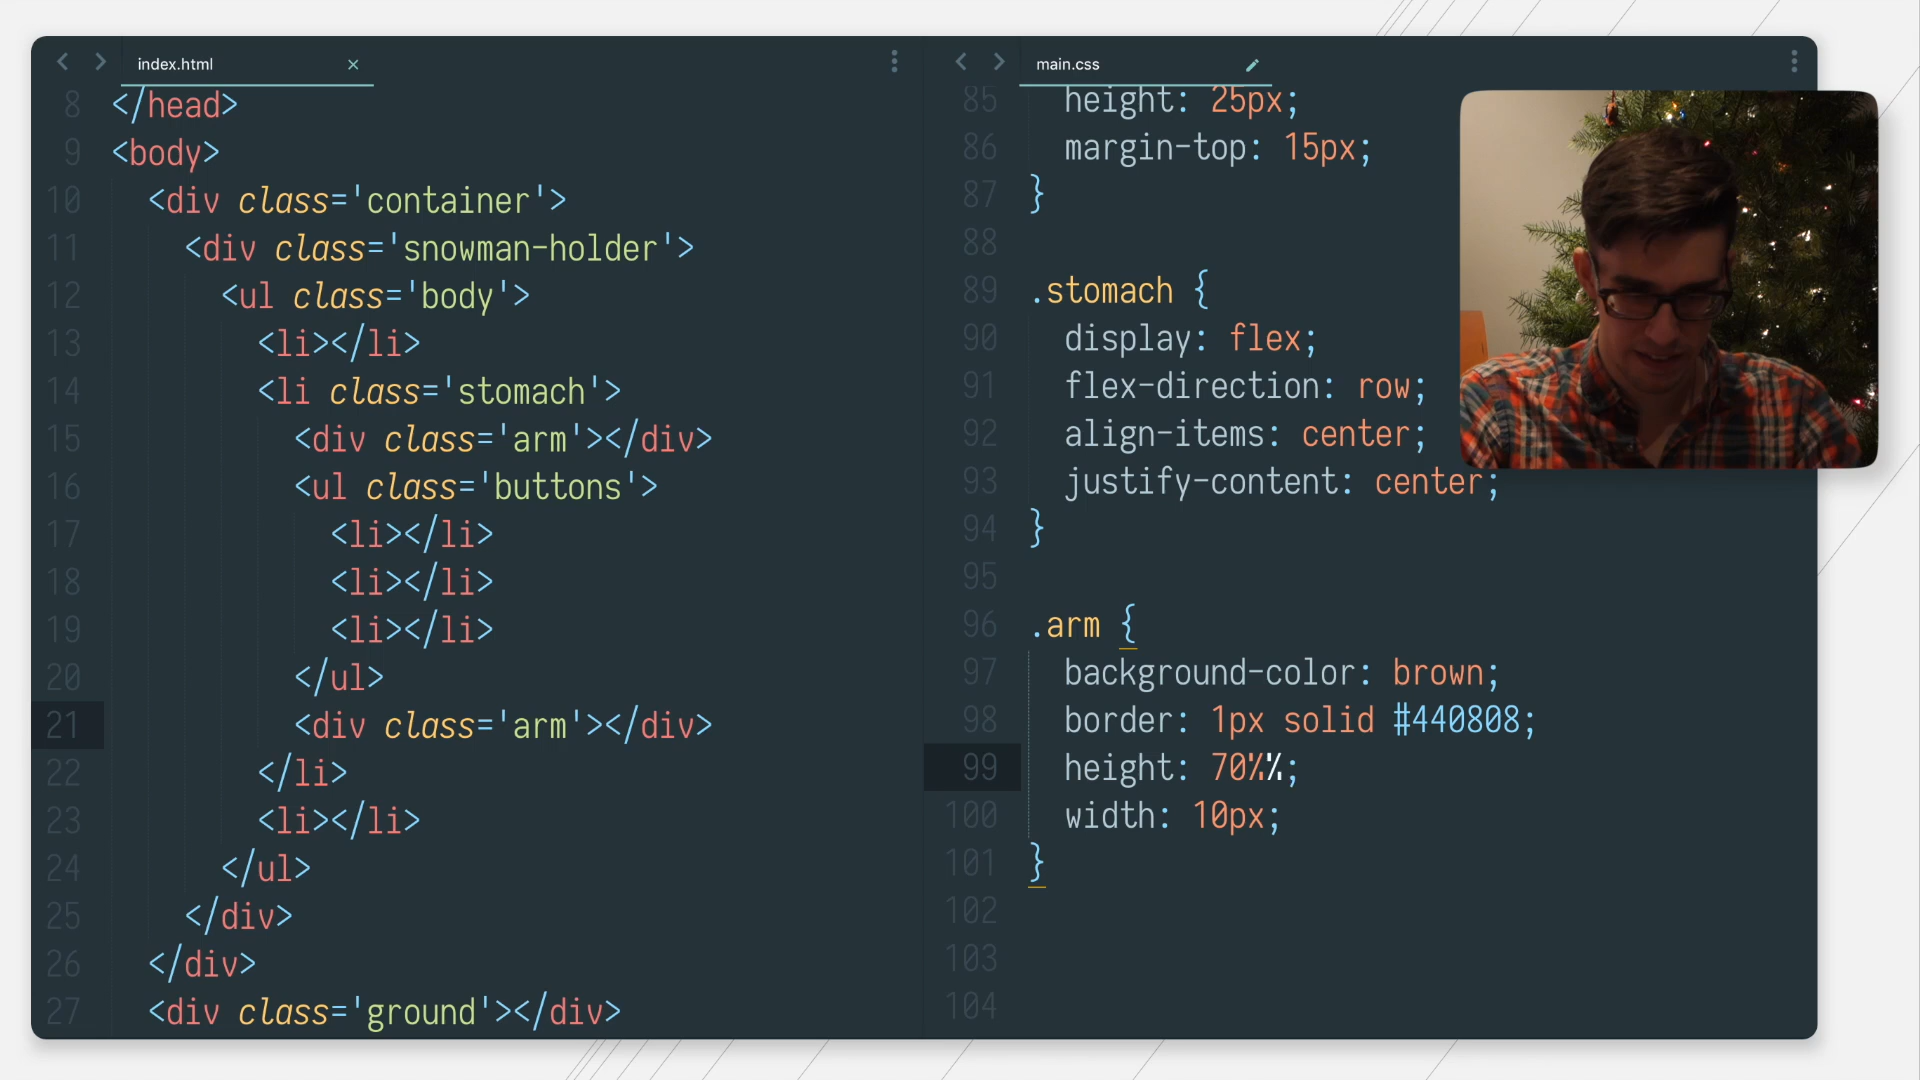 index.html
8 </head>
9 <body>
10 <div class='container'>
11 <div class='snowman-holder'>
12 <ul class='body'>
13 <li></li>
14 <li class='stomach'>
15 <div class='arm'></div>
16 <ul class='buttons'>
17 <li></li>
18 <li></li>
19 <li></li>
20 </ul>
21 <div class='arm'></div>
22 </li>
23 <li></li>
24 </ul>
25 </div>
26 </div>
27 <div class='ground'></div>
main.css
85 height: 25px;
86 margin-top: 15px;
87 }
88
89 .stomach {
90 display: flex;
91 flex-direction: row;
92 align-items: center;
93 justify-content: center;
94 }
95
96 .arm {
97 background-color: brown;
98 border: 1px solid #440808;
99 height: 70%%;
100 width: 10px;
101 }
102
103
104